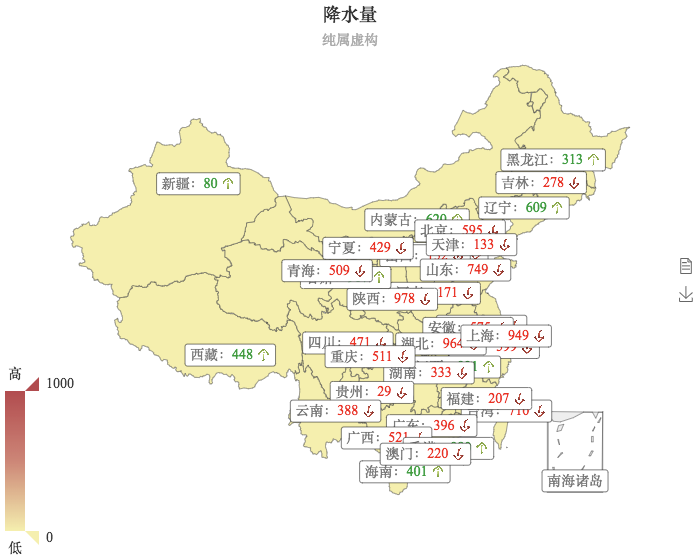 降水量
纯属虚构
黑龙江: 313
新疆: 80
吉林: 278
辽宁: 609
内蒙古: 620
北京: 595
宁夏: 429
天津: 133
青海: 509
山东: 749
陕西: 978
171
安徽:
上海: 949
四川: 471
湖北: 964
重庆: 511
西藏: 448
湖南: 333
高
1000
贵州: 29
福建: 207
云南: 388
台湾: 710
广东: 396
广西: 521
澳门: 220
海南: 401
南海诸岛
0
低